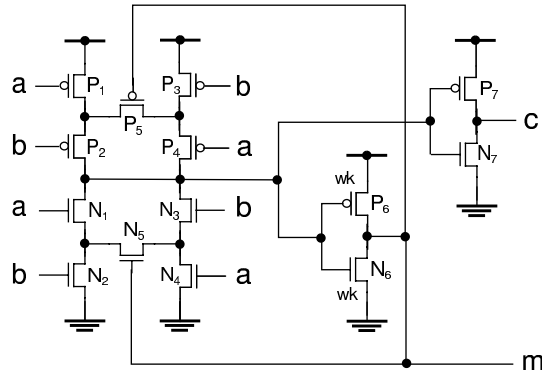 a P1 P3 b
P5
b P2 P4 a
a N1 N3 b
N5
b N2 N4 a
wk P6
N6
wk
P7
c
N7
m